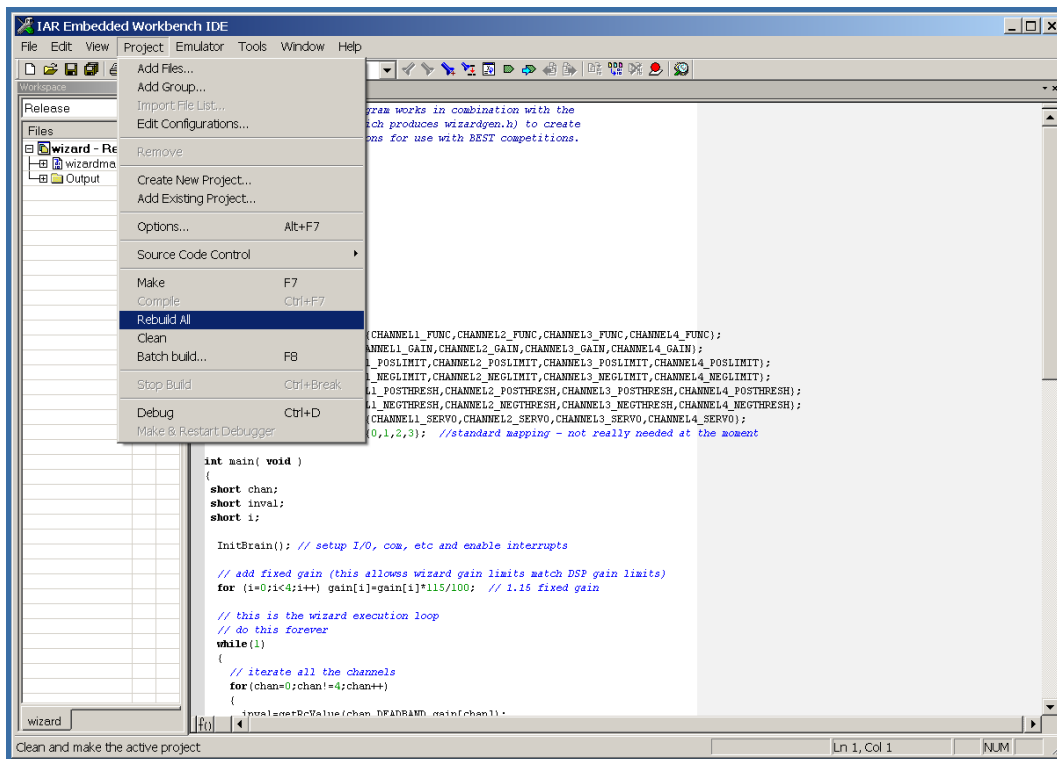 IAR Embedded Workbench IDE
File Edit View Project Emulator Tools Window Help
Workspace
Release
Files
wizard - Re
wizardma
Output
wizard
Add Files...
Add Group...
Import File List...
Edit Configurations...
Remove
Create New Project...
Add Existing Project...
Options... Alt+F7
Source Code Control
Make F7
Compile Ctrl+F7
Rebuild All
Clean
Batch build... F8
Stop Build Ctrl+Break
Debug Ctrl+D
Make & Restart Debugger
gram works in combination with the
ich produces wizardgen.h) to create
ons for use with BEST competitions.
{CHANNEL1_FUNC,CHANNEL2_FUNC,CHANNEL3_FUNC,CHANNEL4_FUNC};
ANNEL1_GAIN,CHANNEL2_GAIN,CHANNEL3_GAIN,CHANNEL4_GAIN};
1_POSLIMIT,CHANNEL2_POSLIMIT,CHANNEL3_POSLIMIT,CHANNEL4_POSLIMIT};
1_NEGLIMIT,CHANNEL2_NEGLIMIT,CHANNEL3_NEGLIMIT,CHANNEL4_NEGLIMIT};
L1_POSTHRESH,CHANNEL2_POSTHRESH,CHANNEL3_POSTHRESH,CHANNEL4_POSTHRESH};
L1_NEGTHRESH,CHANNEL2_NEGTHRESH,CHANNEL3_NEGTHRESH,CHANNEL4_NEGTHRESH};
{CHANNEL1_SERVO,CHANNEL2_SERVO,CHANNEL3_SERVO,CHANNEL4_SERVO};
{0,1,2,3}; //standard mapping - not really needed at the moment
int main( void )
{
short chan;
short inval;
short i;
InitBrain(); // setup I/O, com, etc and enable interrupts
// add fixed gain (this allowss wizard gain limits match DSP gain limits)
for (i=0;i<4;i++) gain[i]=gain[i]*115/100; // 1.15 fixed gain
// this is the wizard execution loop
// do this forever
while(1)
{
// iterate all the channels
for(chan=0;chan!=4;chan++)
{
inval=getRcValue(chan,DEADBAND,gain[chan]);
f()
Clean and make the active project Ln 1, Col 1 NUM